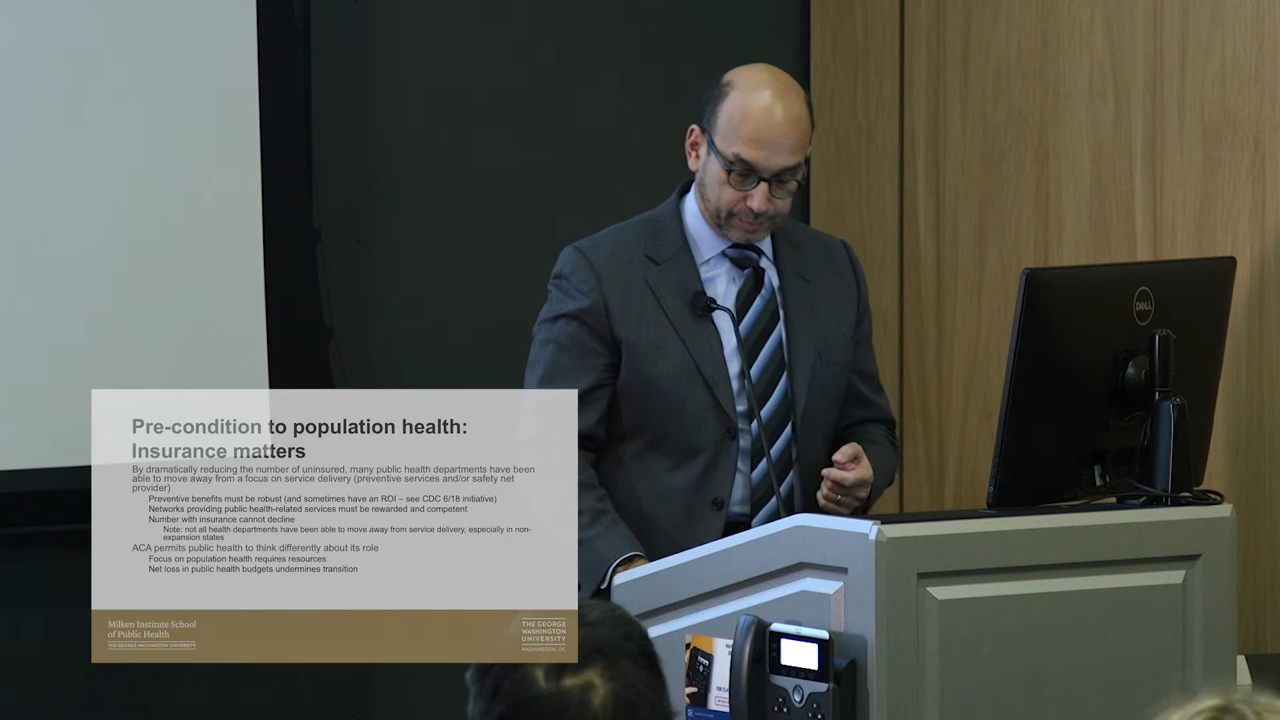 Pre-condition to population health:
Insurance matters
By dramatically reducing the number of uninsured, many public health departments have been
able to move away from a focus on service delivery (preventive services and/or safety net
provider)
Preventive benefits must be robust (and sometimes have an ROI – see CDC 6/18 initiative)
Networks providing public health-related services must be rewarded and competent
Number with insurance cannot decline
Note: not all health departments have been able to move away from service delivery, especially in non-
expansion states
ACA permits public health to think differently about its role
Focus on population health requires resources
Net loss in public health budgets undermines transition
Milken Institute School
of Public Health
THE GEORGE WASHINGTON UNIVERSITY
THE GEORGE
WASHINGTON
UNIVERSITY
WASHINGTON, DC
DELL